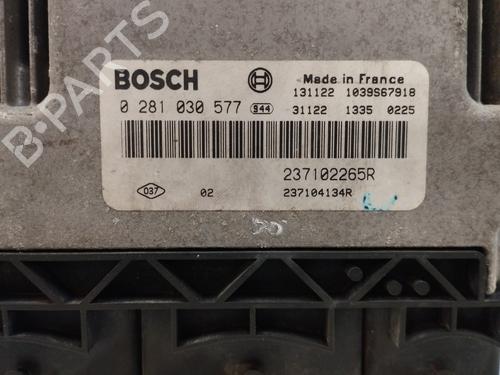 B-PARTS
BOSCH
Made in France
131122 1039S67918
0 281 030 577 944 31122 1335 0225
237102265R
037 02 237104134R